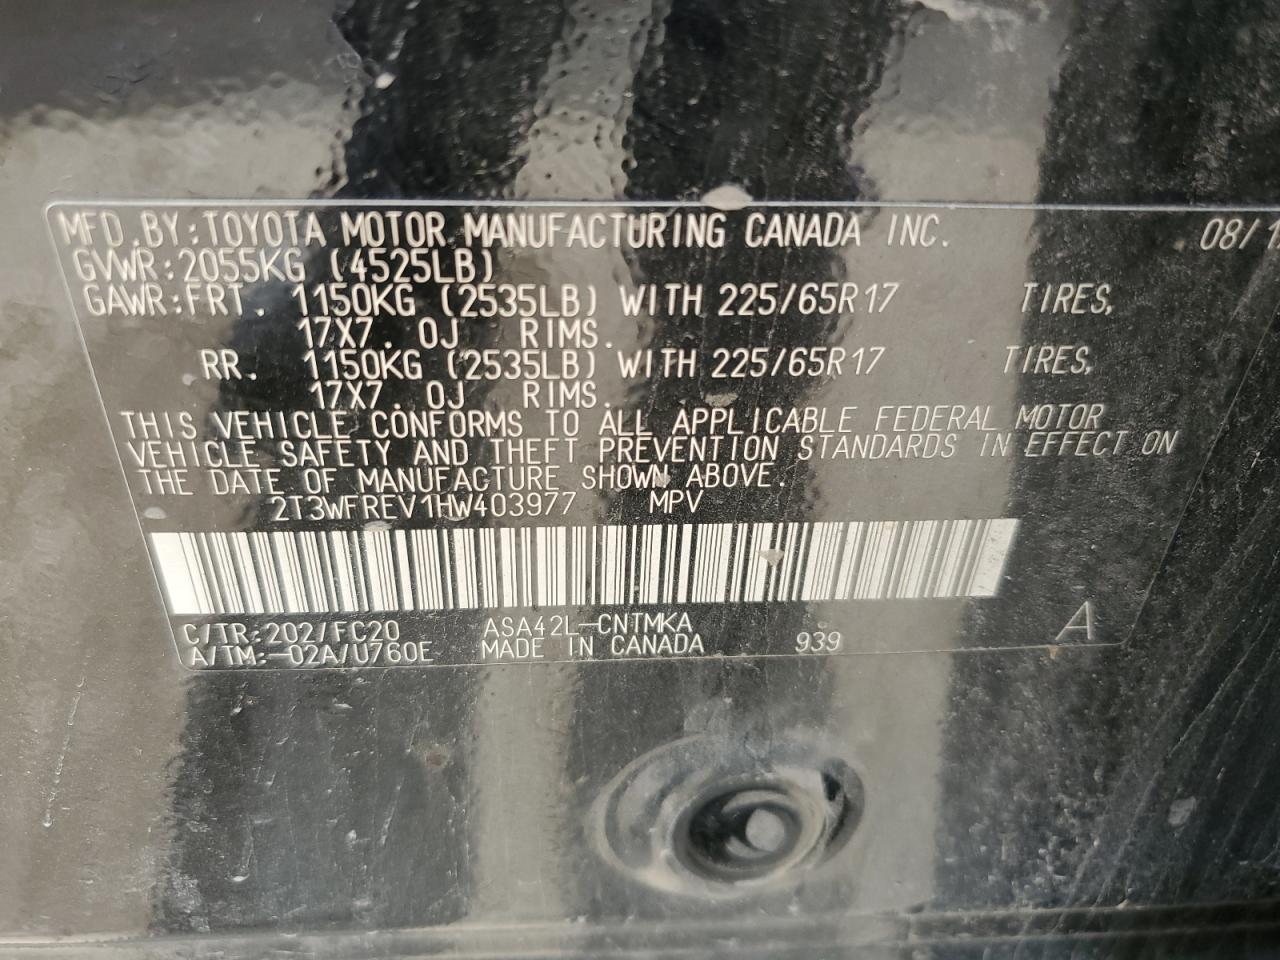 MFD.BY:TOYOTA MOTOR MANUFACTURING CANADA INC. 08/1
GVWR:2055KG (4525LB)
GAWR:FRT. 1150KG (2535LB) WITH 225/65R17 TIRES,
17X7.0J RIMS.
RR. 1150KG (2535LB) WITH 225/65R17 TIRES,
17X7.0J RIMS.
THIS VEHICLE CONFORMS TO ALL APPLICABLE FEDERAL MOTOR
VEHICLE SAFETY AND THEFT PREVENTION STANDARDS IN EFFECT ON
THE DATE OF MANUFACTURE SHOWN ABOVE.
2T3WFREV1HW403977 MPV
C/TR:202/FC20 ASA42L-CNTMKA
A/TM:-02A/U760E MADE IN CANADA 939 A